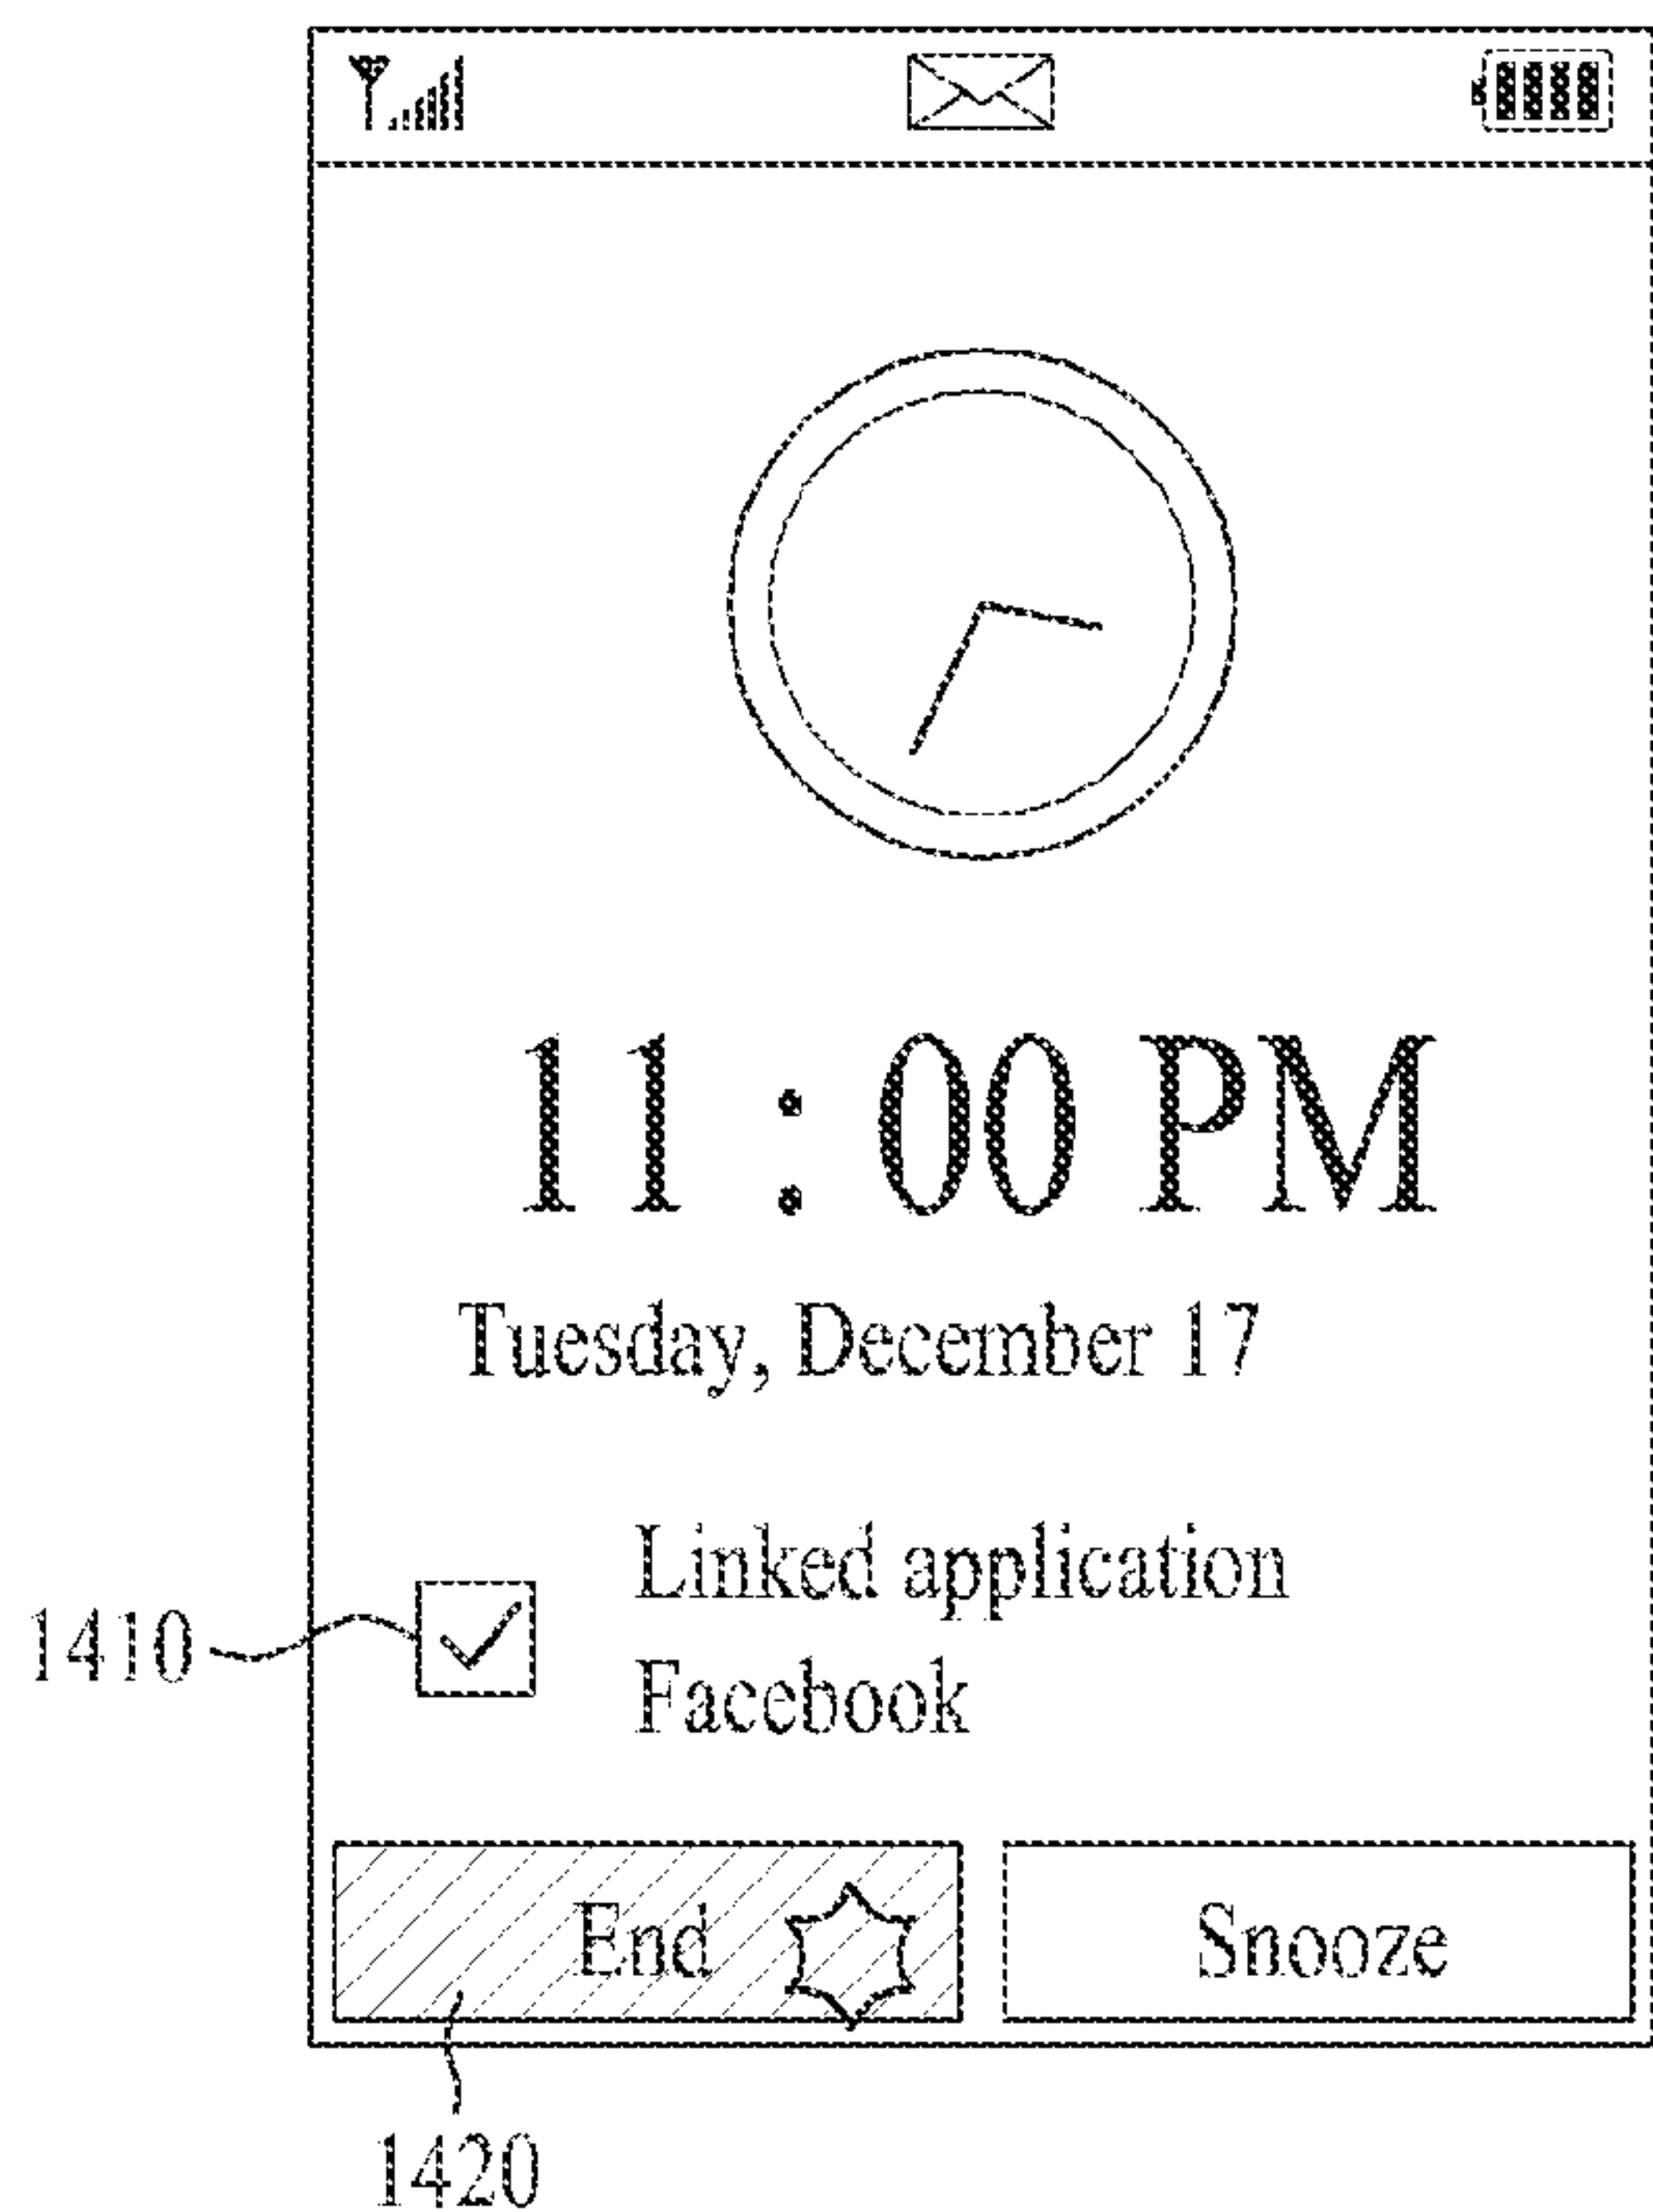 11 : 00 PM
Tuesday, December 17
Linked application
1410
Facebook
End
Snooze
1420